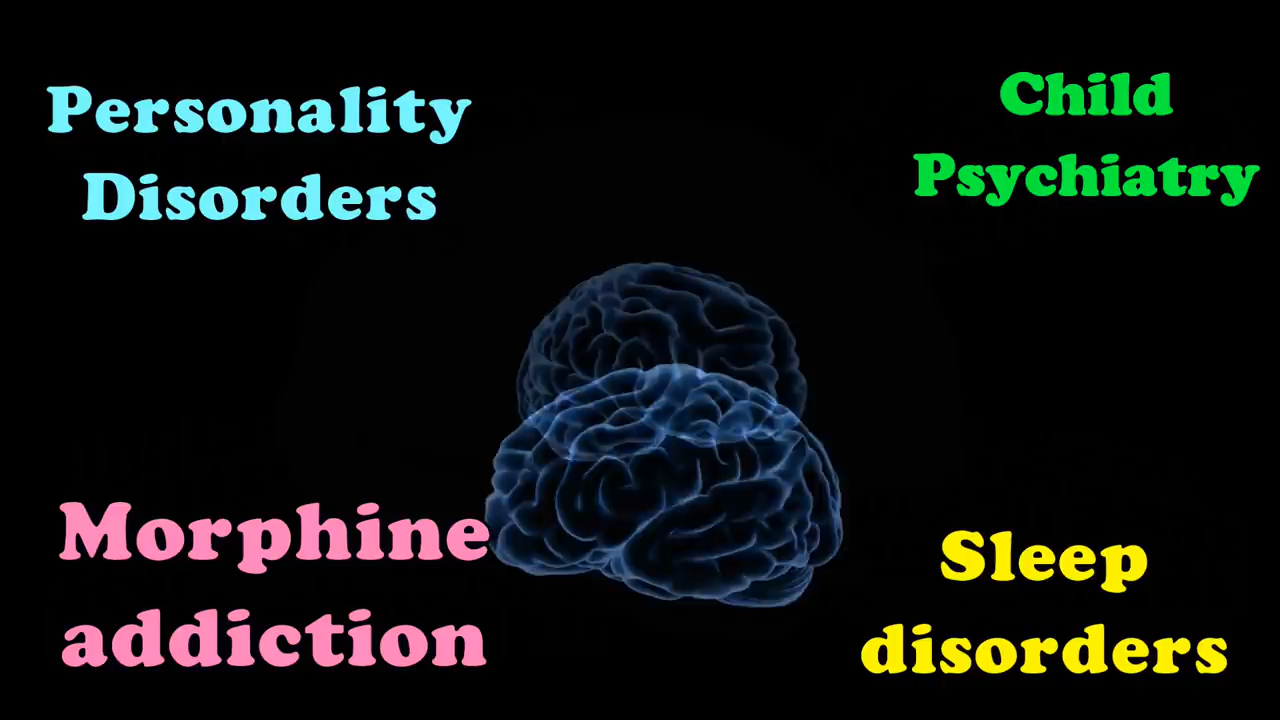 Personality
Disorders
Child
Psychiatry
Morphine
addiction
Sleep
disorders